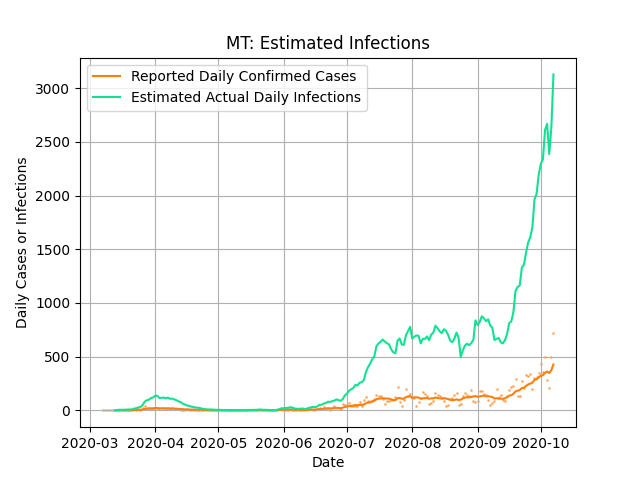 MT: Estimated Infections
Reported Daily Confirmed Cases
Estimated Actual Daily Infections
Daily Cases or Infections
3000
2500
2000
1500
1000
500
0
2020-03 2020-04 2020-05 2020-06 2020-07 2020-08 2020-09 2020-10
Date